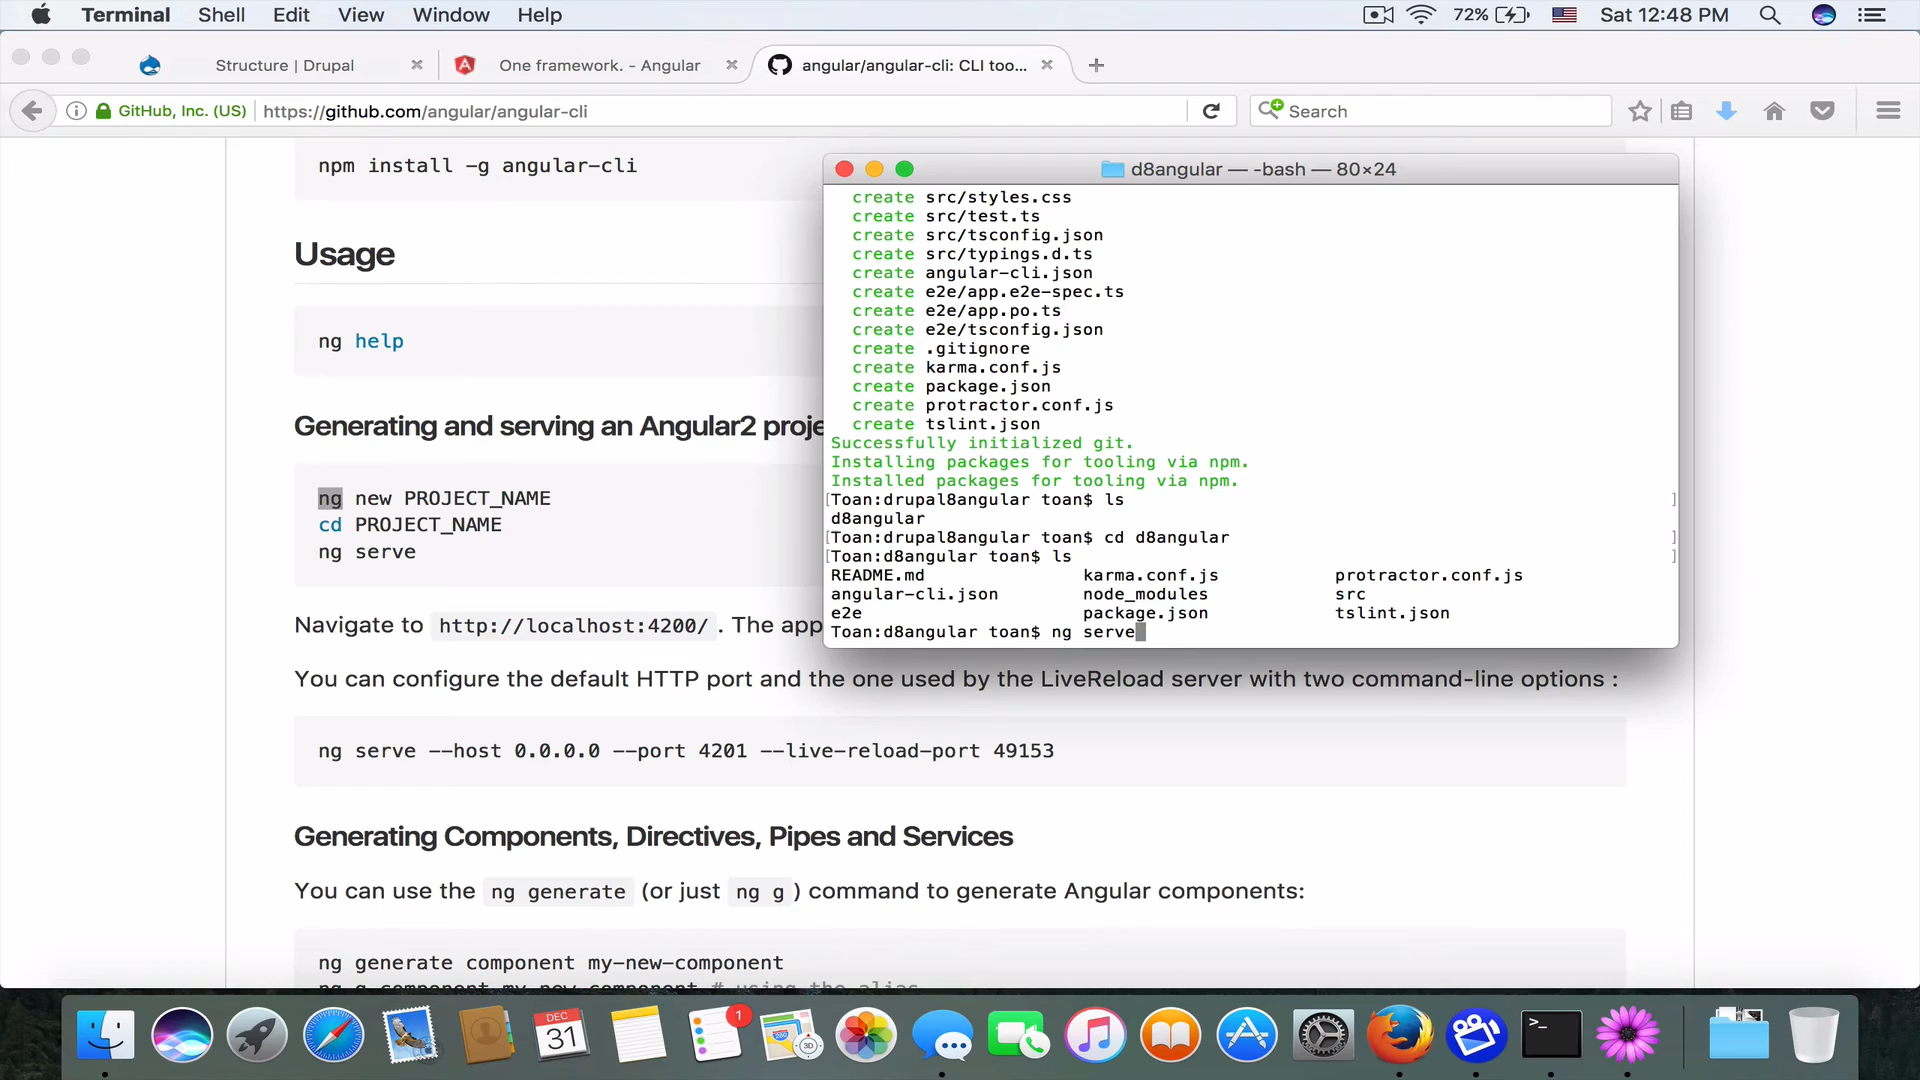 Terminal Shell Edit View Window Help 72% Sat 12:48 PM
Structure | Drupal One framework. - Angular angular/angular-cli: CLI too...
GitHub, Inc. (US) https://github.com/angular/angular-cli Search
npm install -g angular-cli
Usage
ng help
Generating and serving an Angular2 proje
ng new PROJECT_NAME
cd PROJECT_NAME
ng serve
Navigate to http://localhost:4200/ . The app
You can configure the default HTTP port and the one used by the LiveReload server with two command-line options :
ng serve --host 0.0.0.0 --port 4201 --live-reload-port 49153
Generating Components, Directives, Pipes and Services
You can use the ng generate (or just ng g ) command to generate Angular components:
ng generate component my-new-component
ng g component my-new-component # using the alias
d8angular — -bash — 80×24
create src/styles.css
create src/test.ts
create src/tsconfig.json
create src/typings.d.ts
create angular-cli.json
create e2e/app.e2e-spec.ts
create e2e/app.po.ts
create e2e/tsconfig.json
create .gitignore
create karma.conf.js
create package.json
create protractor.conf.js
create tslint.json
Successfully initialized git.
Installing packages for tooling via npm.
Installed packages for tooling via npm.
[Toan:drupal8angular toan$ ls ]
d8angular
[Toan:drupal8angular toan$ cd d8angular ]
[Toan:d8angular toan$ ls ]
README.md karma.conf.js protractor.conf.js
angular-cli.json node_modules src
e2e package.json tslint.json
Toan:d8angular toan$ ng serve
DEC
31
1
3D
>_